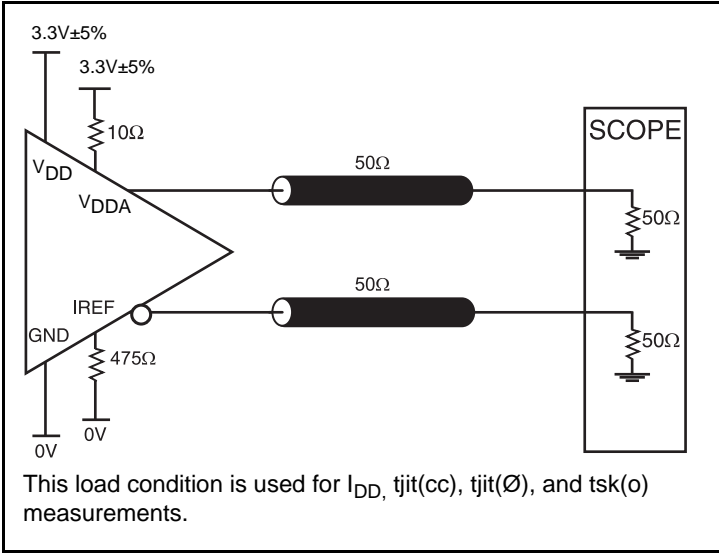 3.3V±5%
3.3V±5%
10Ω
SCOPE
VDD
50Ω
VDDA
50Ω
50Ω
IREF
50Ω
GND
475Ω
0V
0V
This load condition is used for IDD, tjit(cc), tjit(Ø), and tsk(o)
measurements.